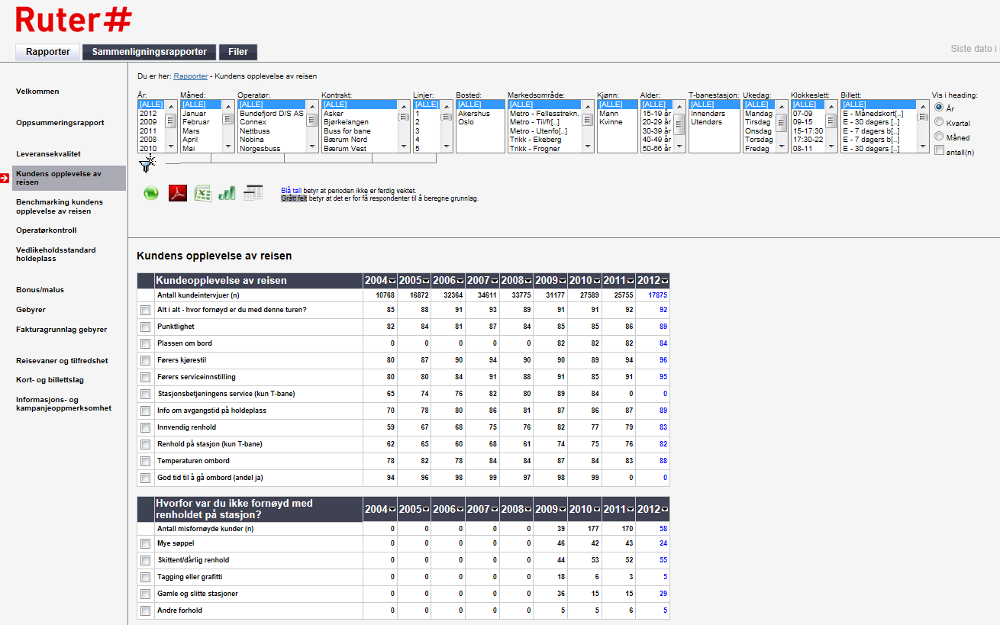 Ruter#
Rapporter Sammenligningsrapporter Filer
Siste dato i
Velkommen
Oppsummeringsrapport
Leveransekvalitet
Kundens opplevelse av
reisen
Benchmarking kundens
opplevelse av reisen
Operatørkontroll
Vedlikeholdsstandard
holdeplass
Bonus/malus
Gebyrer
Fakturagrunnlag gebyrer
Reisevaner og tilfredshet
Kort- og billettslag
Informasjons- og
kampanjeoppmerksomhet
Du er her: Rapporter - Kundens opplevelse av reisen
År: Måned: Operatør: Kontrakt: Linjer: Bosted: Markedsområde: Kjønn: Alder: T-banestasjon: Ukedag: Klokkeslett: Billett: Vis i heading:
[ALLE] [ALLE] [ALLE] [ALLE] [ALLE] [ALLE] [ALLE] [ALLE] [ALLE] [ALLE] [ALLE] [ALLE] [ALLE] År
2012 Januar Bundefjord D/S AS Asker 1 Akershus Metro - Fellesstrekn. Mann 15-19 år Innendørs Mandag 07-09 E - Månedskort[..]
2009 Februar Connex Bjørkelangen 2 Oslo Metro - Til/fr[..] Kvinne 20-29 år Utendørs Tirsdag 09-15 E - 30 dagers [..] Kvartal
2011 Mars Nettbuss Buss for bane 3 Metro - Utenfo[..] 30-39 år Onsdag 15-17:30 E - 7 dagers b[..]
2008 April Nobina Bærum Nord 4 Trikk - Ekeberg 40-49 år Torsdag 17:30-22 E - 7 dagers b[..] Måned
2010 Mai Norgesbuss Bærum Vest 5 Trikk - Frogner 50-66 år Fredag 08-11 E - 30 dagers [..] antall(n)
Blå tall betyr at perioden ikke er ferdig vektet.
Grått felt betyr at det er for få respondenter til å beregne grunnlag.
Kundens opplevelse av reisen
Kundeopplevelse av reisen 2004 2005 2006 2007 2008 2009 2010 2011 2012
Antall kundeintervjuer (n) 10768 16872 32364 34611 33775 31177 27589 25755 17875
Alt i alt - hvor fornøyd er du med denne turen? 85 88 91 93 89 91 91 92 92
Punktlighet 82 84 81 87 84 85 85 86 89
Plassen om bord 0 0 0 0 0 82 82 82 84
Førers kjørestil 80 87 90 94 90 90 89 94 96
Førers serviceinnstilling 80 80 84 91 88 91 85 91 95
Stasjonsbetjeningens service (kun T-bane) 65 74 76 82 80 89 84 0 0
Info om avgangstid på holdeplass 70 78 80 86 81 87 86 87 89
Innvendig renhold 59 67 68 75 76 82 77 79 83
Renhold på stasjon (kun T-bane) 62 65 60 68 61 74 75 76 82
Temperaturen ombord 78 82 78 84 84 87 84 83 88
God tid til å gå ombord (andel ja) 94 96 98 99 97 98 99 0 0
Hvorfor var du ikke fornøyd med
renholdet på stasjon? 2004 2005 2006 2007 2008 2009 2010 2011 2012
Antall misfornøyde kunder (n) 0 0 0 0 0 39 177 170 58
Mye søppel 0 0 0 0 0 46 42 43 24
Skittent/dårlig renhold 0 0 0 0 0 44 53 52 55
Tagging eller grafitti 0 0 0 0 0 18 6 3 5
Gamle og slitte stasjoner 0 0 0 0 0 36 15 15 29
Andre forhold 0 0 0 0 0 5 5 6 5